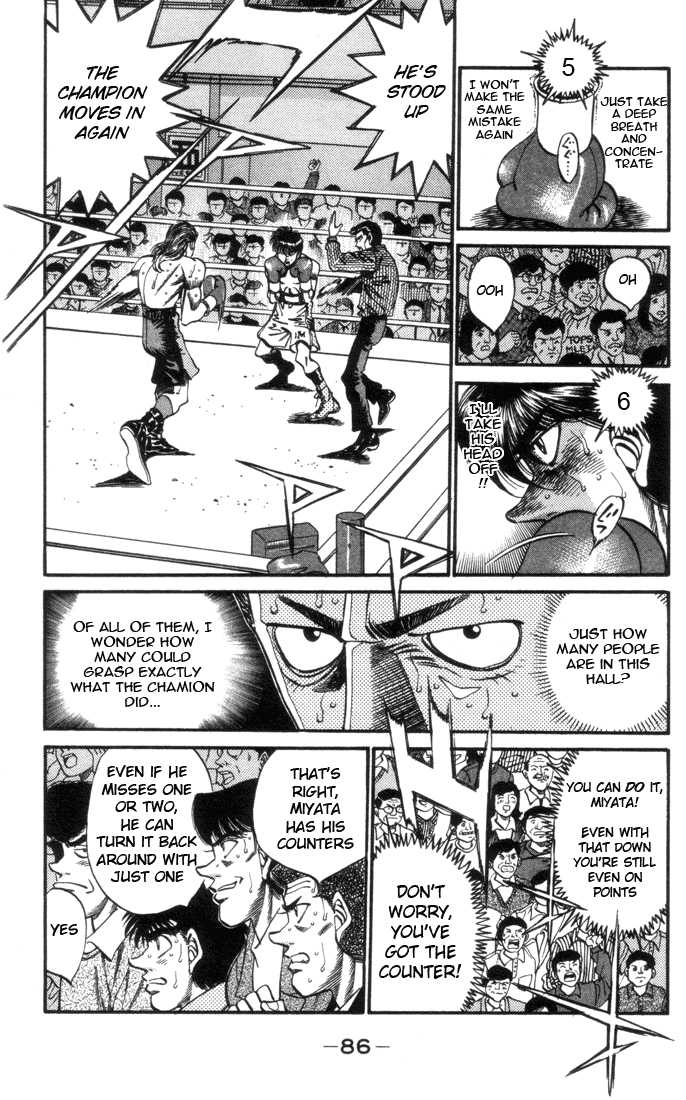 5
JUST TAKE
A DEEP
BREATH
AND
CONCEN-
TRATE
I WON'T
MAKE THE
SAME
MISTAKE
AGAIN
OH
OOH
TOPS
6
I'LL
TAKE
HIS
HEAD
OFF
!!
HE'S
STOOD
UP
THE
CHAMPION
MOVES IN
AGAIN
I.M
JUST HOW
MANY PEOPLE
ARE IN THIS
HALL?
OF ALL OF THEM, I
WONDER HOW
MANY COULD
GRASP EXACTLY
WHAT THE CHAMION
DID...
YOU CAN DO IT,
MIYATA!
EVEN WITH
THAT DOWN
YOU'RE STILL
EVEN ON
POINTS
DON'T
WORRY,
YOU'VE
GOT THE
COUNTER!
THAT'S
RIGHT,
MIYATA
HAS HIS
COUNTERS
EVEN IF HE
MISSES ONE
OR TWO,
HE CAN
TURN IT BACK
AROUND WITH
JUST ONE
YES
—86—